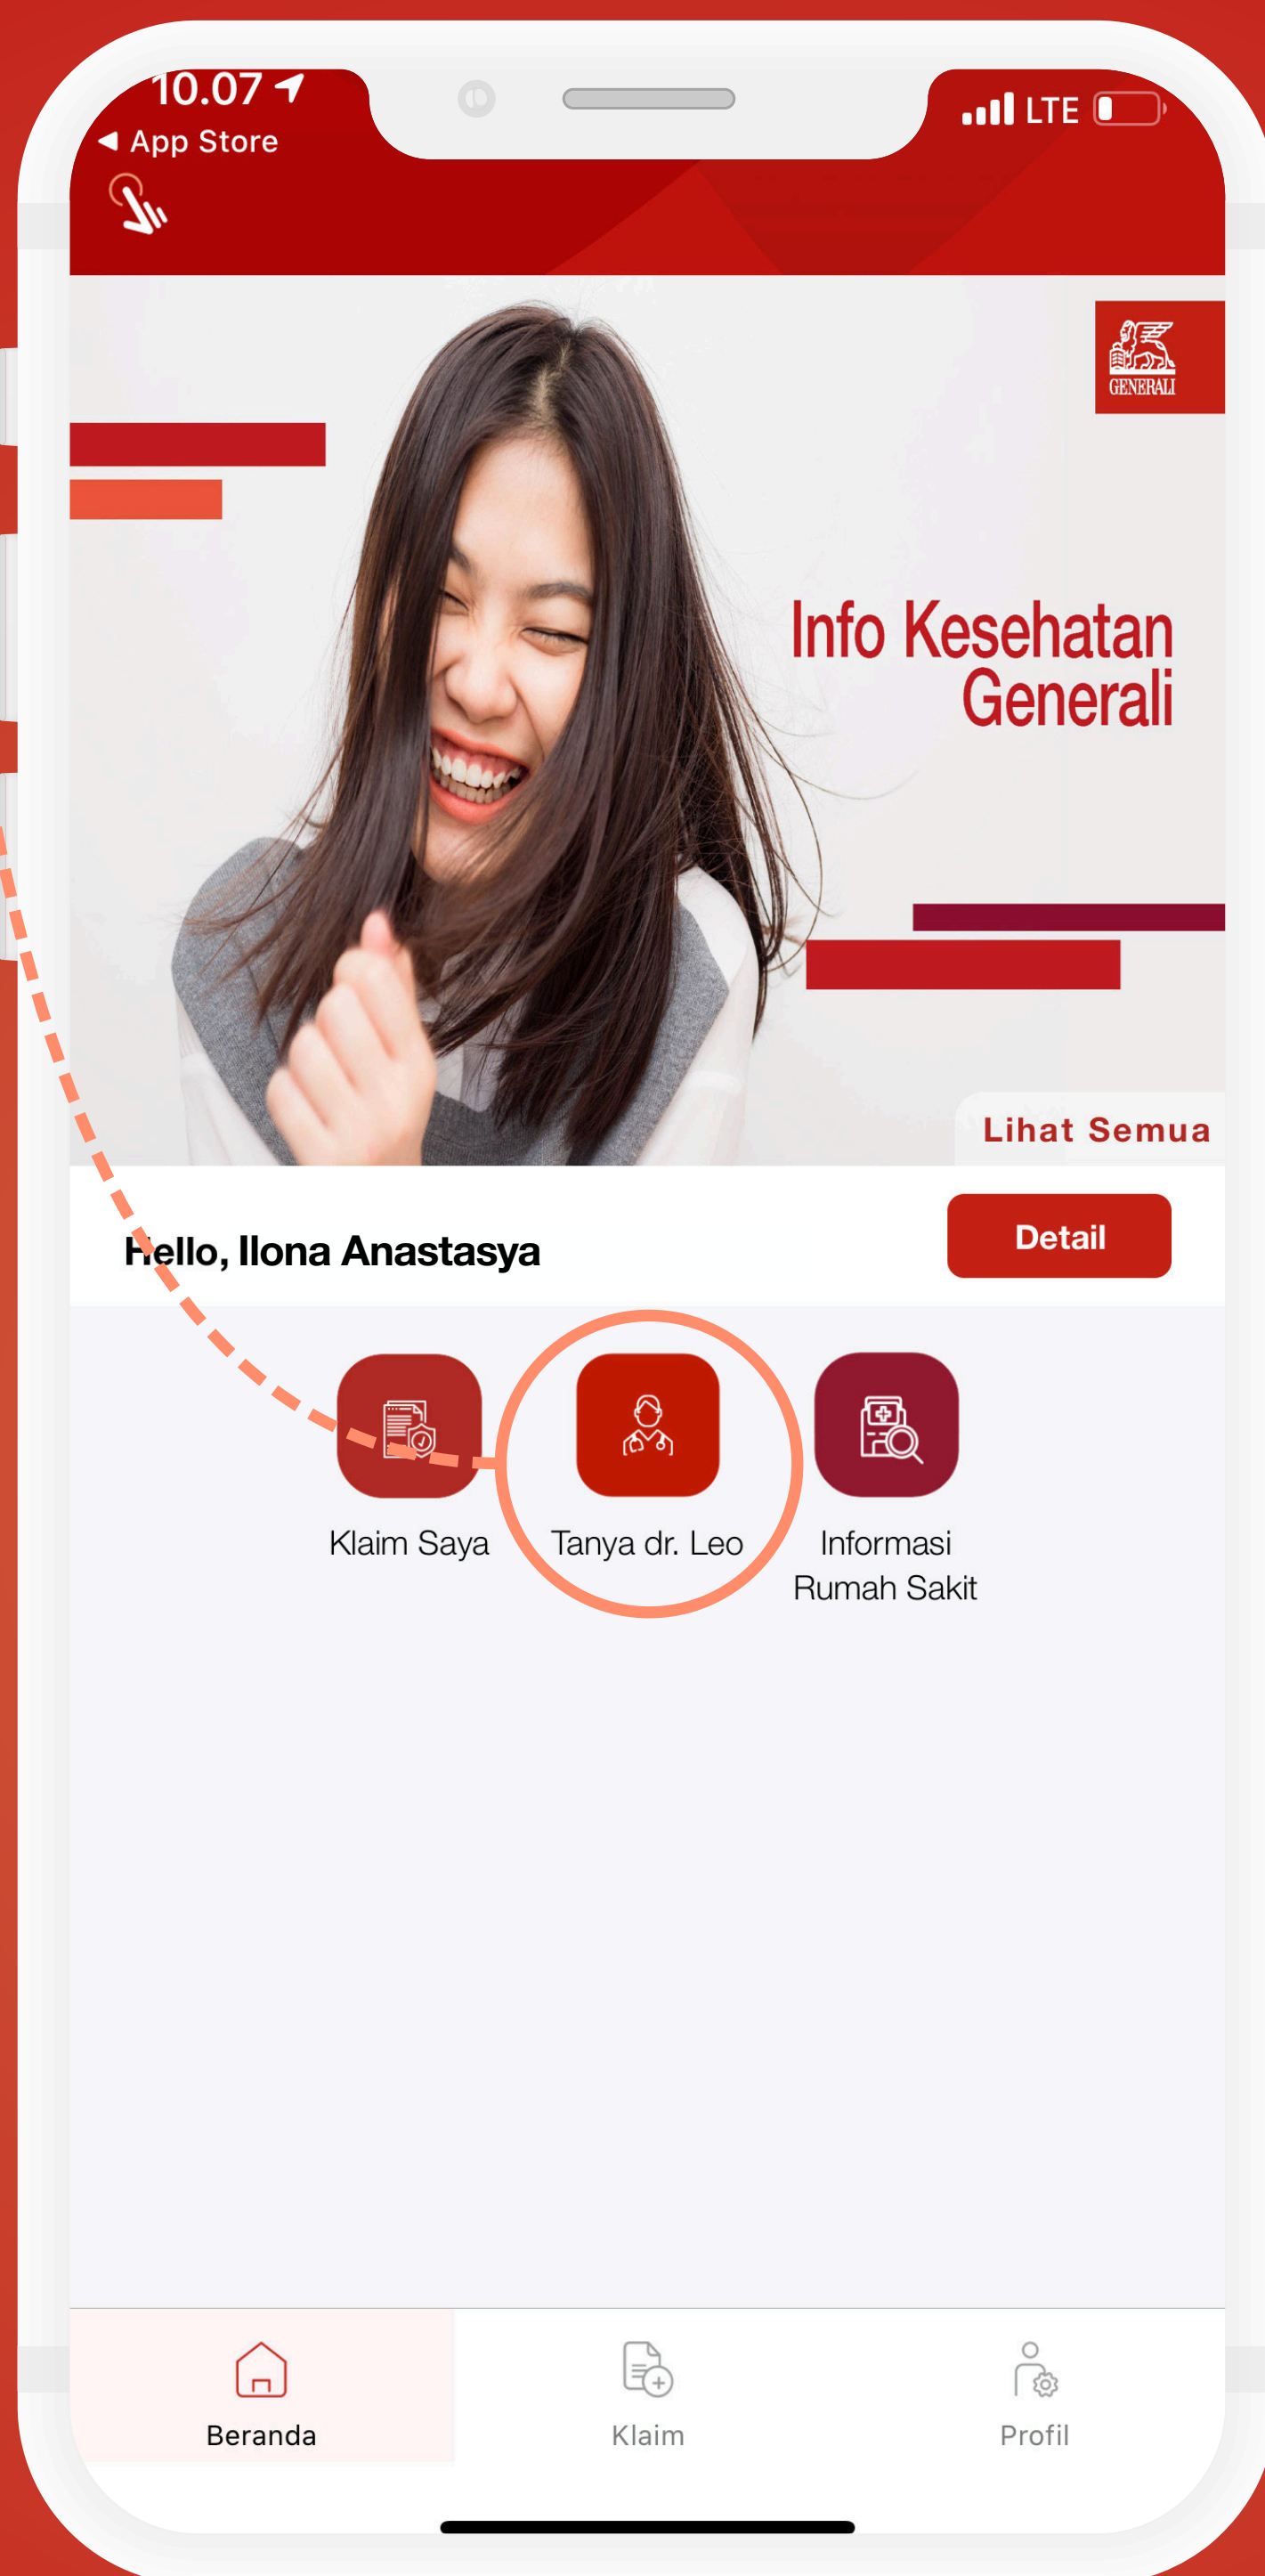 10.07
LTE
App Store
GENERALI
Info Kesehatan
Generali
Lihat Semua
Hello, Ilona Anastasya
Detail
Klaim Saya
Tanya dr. Leo
Informasi
Rumah Sakit
Beranda
Klaim
Profil